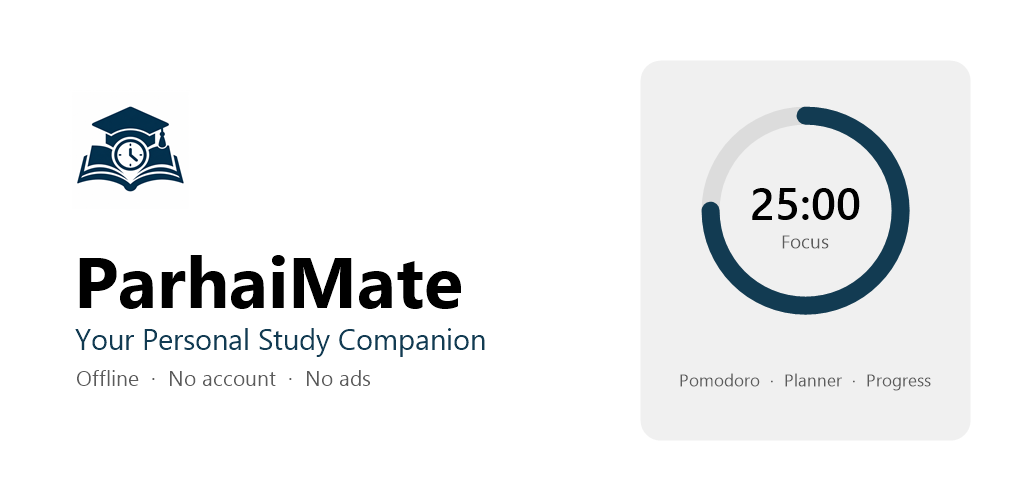 ParhaiMate
Your Personal Study Companion
Offline · No account · No ads
25:00
Focus
Pomodoro · Planner · Progress